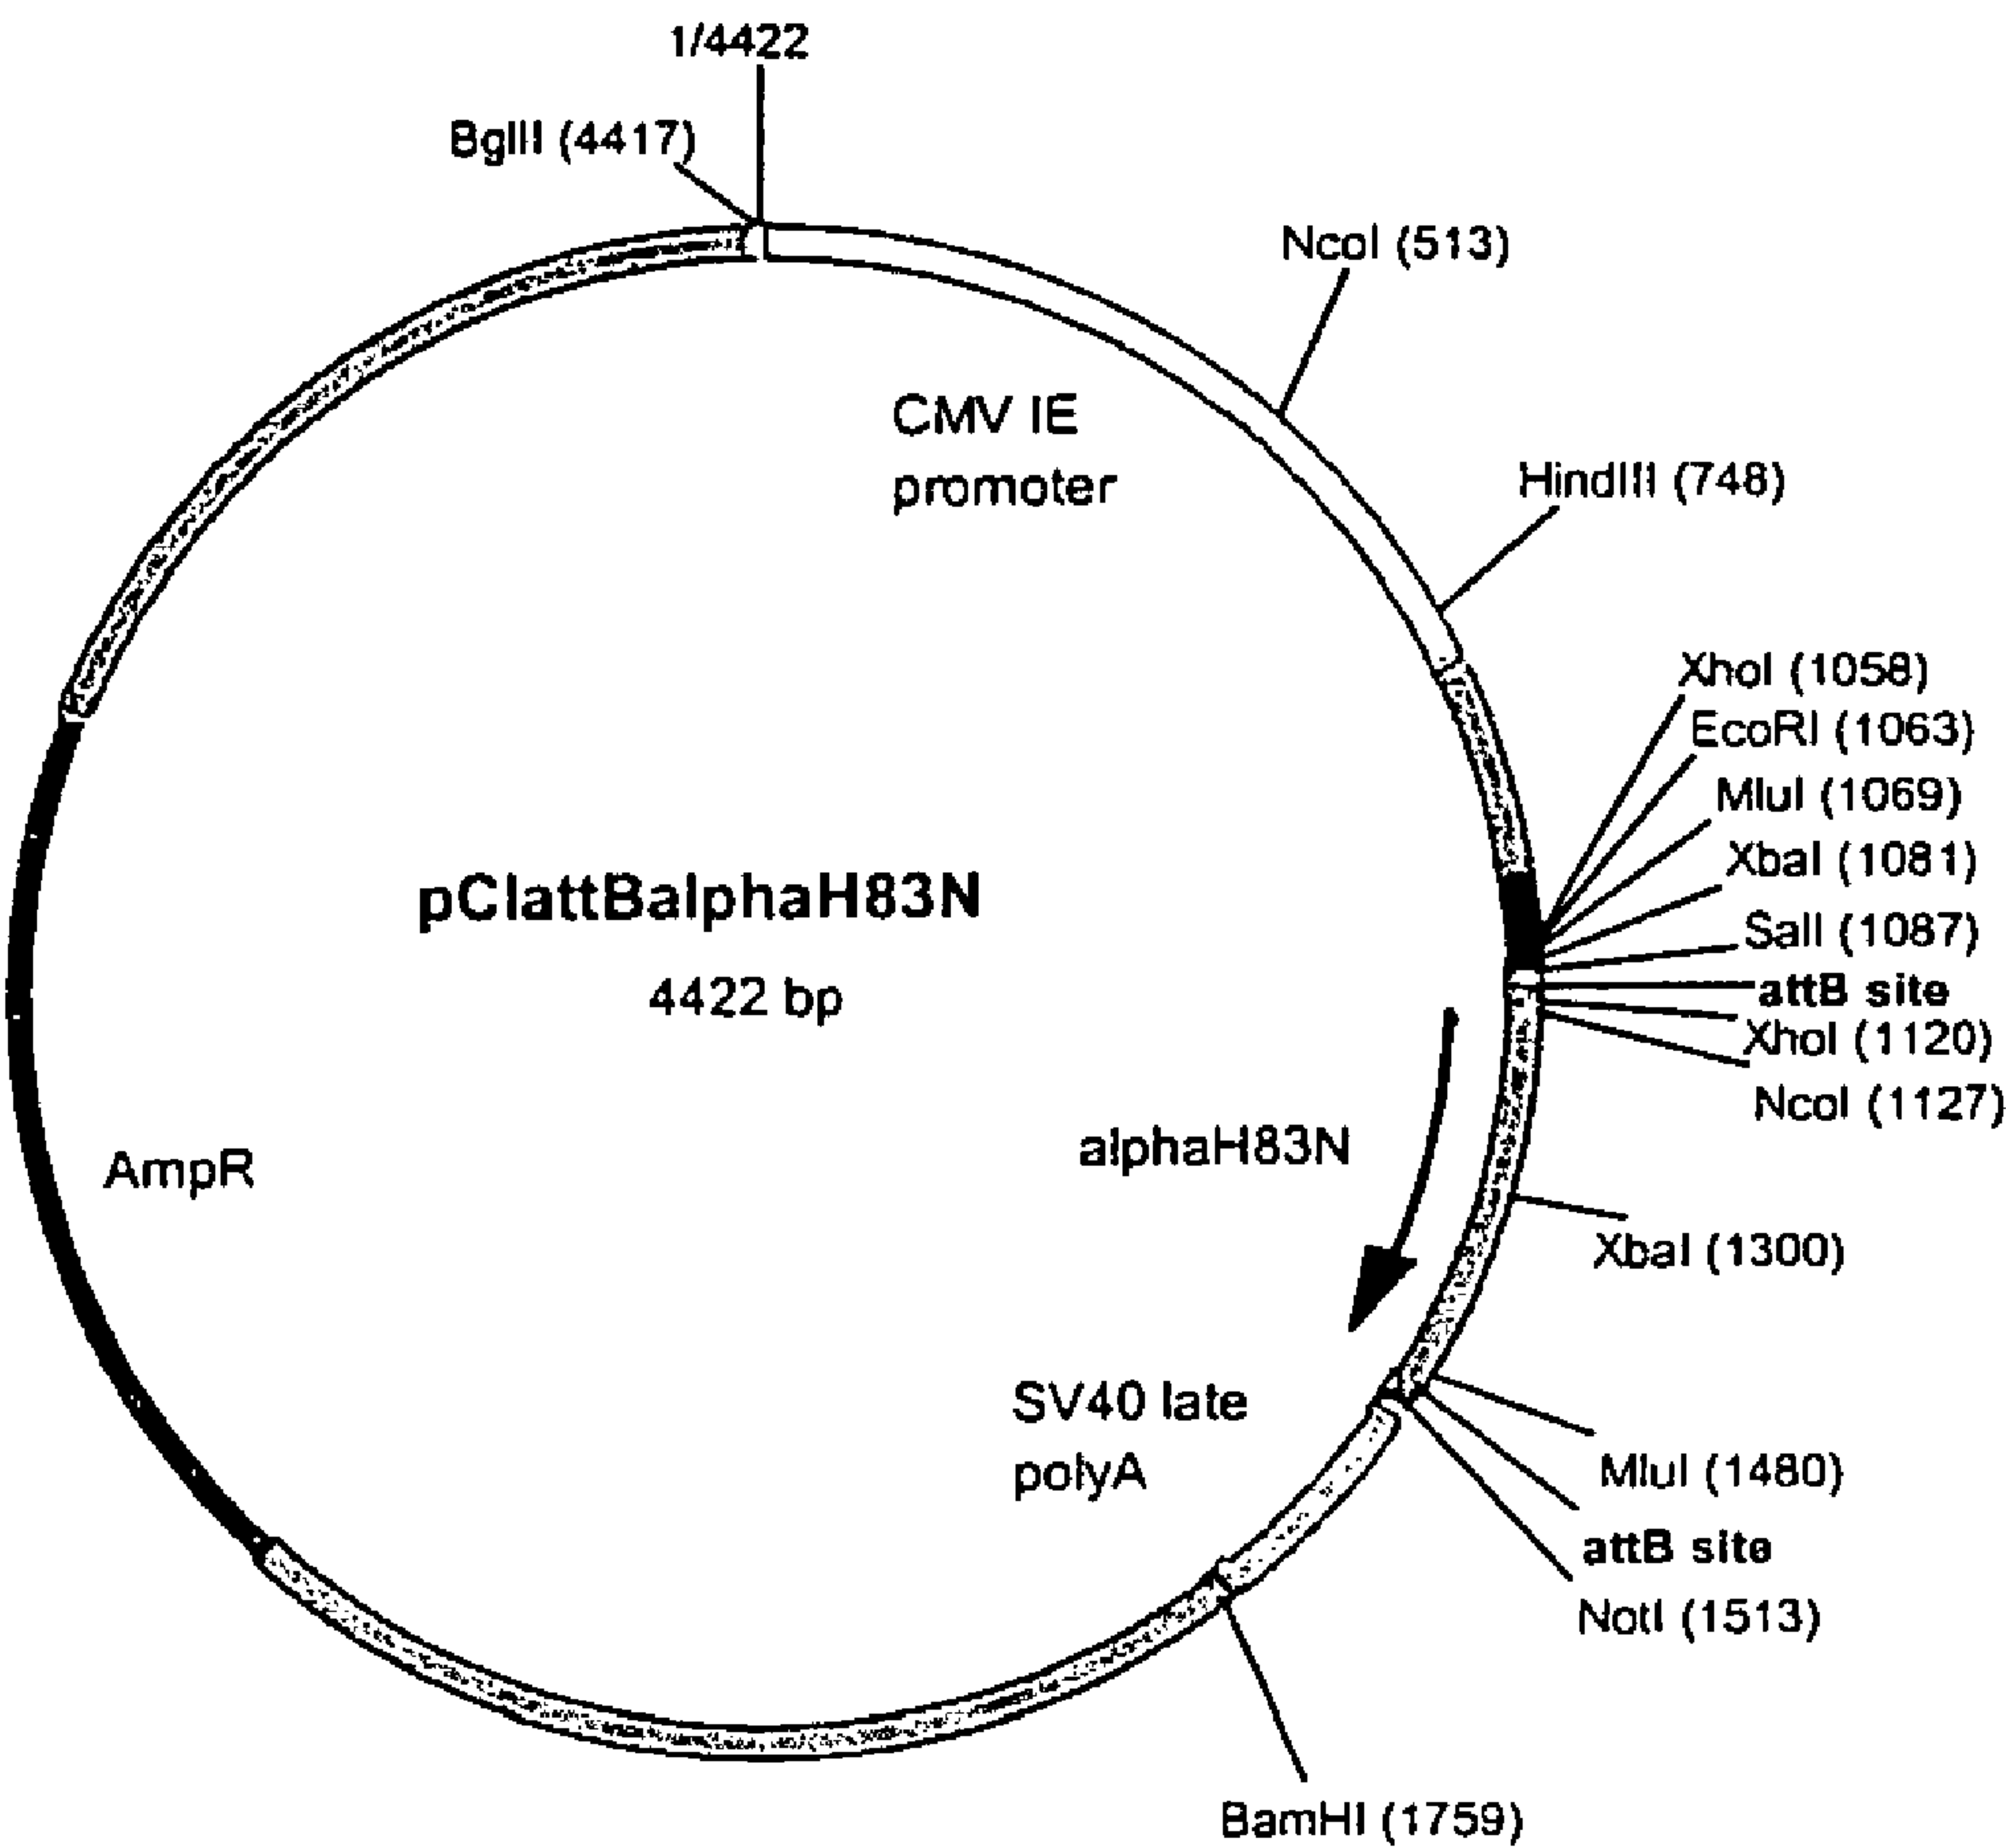 1/4422
BglII (4417)
NcoI (513)
CMV IE
promoter
HindIII (748)
XhoI (1058)
EcoRI (1063)
MluI (1069)
XbaI (1081)
SalI (1087)
attB site
XhoI (1120)
NcoI (1127)
pCIattBalphaH83N
4422 bp
alphaH83N
AmpR
XbaI (1300)
SV40 late
polyA
MluI (1480)
attB site
NotI (1513)
BamHI (1759)